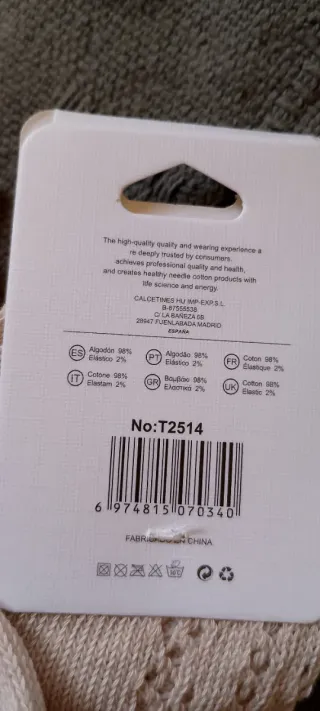 The high-quality quality and wearing experience a
re deeply trusted by consumers.
achieves professional quality and health,
and creates healthy needle cotton products with
life science and energy.
CALCETINES HU IMP-EXP,S.L.
B-87558538
C/ LA BAÑEZA 6B
28947 FUENLABADA MADRID
ESPAÑA
ES Algodón 98%
Elástico 2%
PT Algodão 98%
Elástico 2%
FR Coton 98%
Élastique 2%
IT Cotone 98%
Elastam 2%
GR Βαμβάκι 98%
Ελαστικό 2%
UK Cotton 98%
Elastic 2%
No:T2514
6 974815 070340
FABRICADO EN CHINA